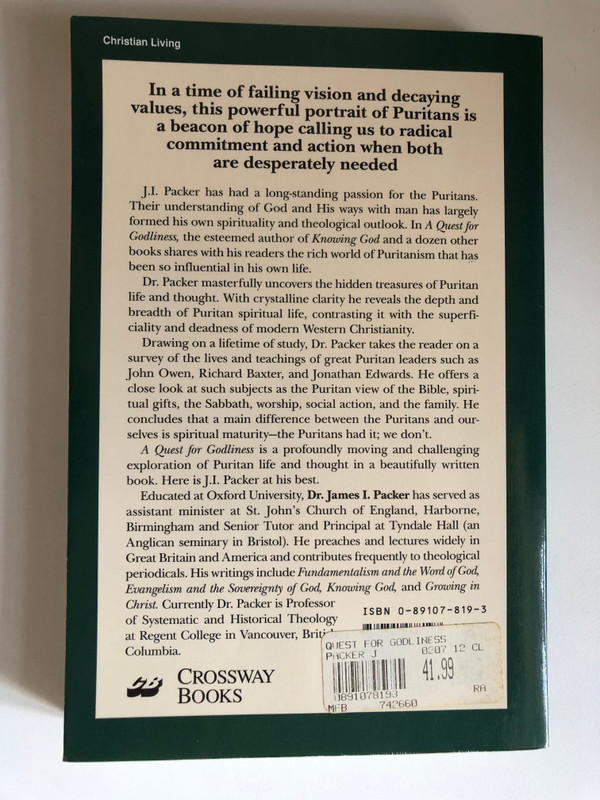 Christian Living
In a time of failing vision and decaying
values, this powerful portrait of Puritans is
a beacon of hope calling us to radical
commitment and action when both
are desperately needed
J.I. Packer has had a long-standing passion for the Puritans.
Their understanding of God and His ways with man has largely
formed his own spirituality and theological outlook. In A Quest for
Godliness, the esteemed author of Knowing God and a dozen other
books shares with his readers the rich world of Puritanism that has
been so influential in his own life.
Dr. Packer masterfully uncovers the hidden treasures of Puritan
life and thought. With crystalline clarity he reveals the depth and
breadth of Puritan spiritual life, contrasting it with the superfi-
ciality and deadness of modern Western Christianity.
Drawing on a lifetime of study, Dr. Packer takes the reader on a
survey of the lives and teachings of great Puritan leaders such as
John Owen, Richard Baxter, and Jonathan Edwards. He offers a
close look at such subjects as the Puritan view of the Bible, spiri-
tual gifts, the Sabbath, worship, social action, and the family. He
concludes that a main difference between the Puritans and our-
selves is spiritual maturity—the Puritans had it; we don't.
A Quest for Godliness is a profoundly moving and challenging
exploration of Puritan life and thought in a beautifully written
book. Here is J.I. Packer at his best.
Educated at Oxford University, Dr. James I. Packer has served as
assistant minister at St. John's Church of England, Harborne,
Birmingham and Senior Tutor and Principal at Tyndale Hall (an
Anglican seminary in Bristol). He preaches and lectures widely in
Great Britain and America and contributes frequently to theological
periodicals. His writings include Fundamentalism and the Word of God,
Evangelism and the Sovereignty of God, Knowing God, and Growing in
Christ. Currently Dr. Packer is Professor
of Systematic and Historical Theology
at Regent College in Vancouver, Briti
Columbia.
ISBN 0-89107-819-3
QUEST FOR GODLINESS
PACKER J 0207 12 CL
41.99
RA
0891078193
MFB 742660
CROSSWAY
BOOKS